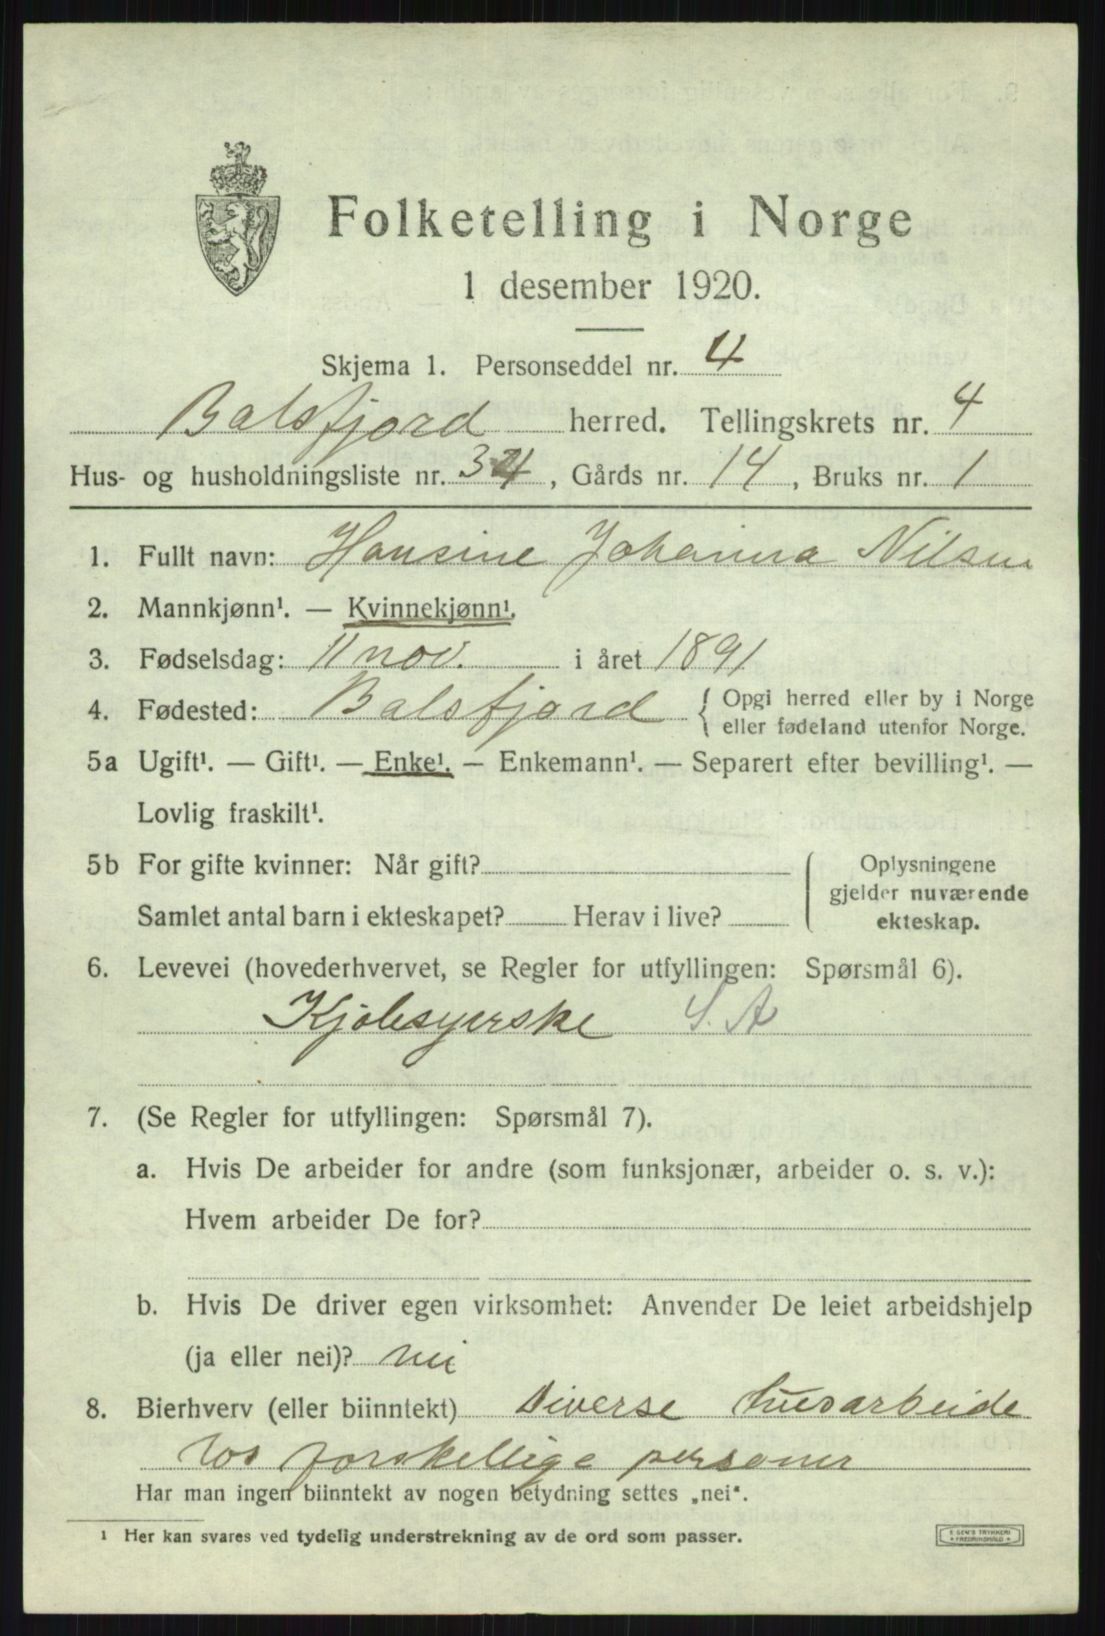 Folketelling i Norge
1 desember 1920.
Skjema 1. Personseddel nr. 4
Balsfjord herred. Tellingskrets nr. 4
Hus- og husholdningsliste nr. 34, Gårds nr. 14, Bruks nr. 1
1. Fullt navn: Hansine Johanna Nilsen
2. Mannkjønn¹. — Kvinnekjønn¹.
3. Fødselsdag: 11 nov. i året 1891
4. Fødested: Balsfjord { Opgi herred eller by i Norge
eller fødeland utenfor Norge.
5a Ugift¹. — Gift¹. — Enke¹. — Enkemann¹. — Separert efter bevilling¹. —
Lovlig fraskilt¹.
5b For gifte kvinner: Når gift?
Samlet antal barn i ekteskapet? Herav i live?
Oplysningene
gjelder nuværende
ekteskap.
6. Levevei (hovederhvervet, se Regler for utfyllingen: Spørsmål 6).
Kjolesyerske S. A
7. (Se Regler for utfyllingen: Spørsmål 7).
a. Hvis De arbeider for andre (som funksjonær, arbeider o. s. v.):
Hvem arbeider De for?
b. Hvis De driver egen virksomhet: Anvender De leiet arbeidshjelp
(ja eller nei)? nei
8. Bierhverv (eller biinntekt) Diverse husarbeide
hos forskellige personer
Har man ingen biinntekt av nogen betydning settes „nei“.
¹ Her kan svares ved tydelig understrekning av de ord som passer.
E SEM'S TRYKKERI
FREDRIKSHALD